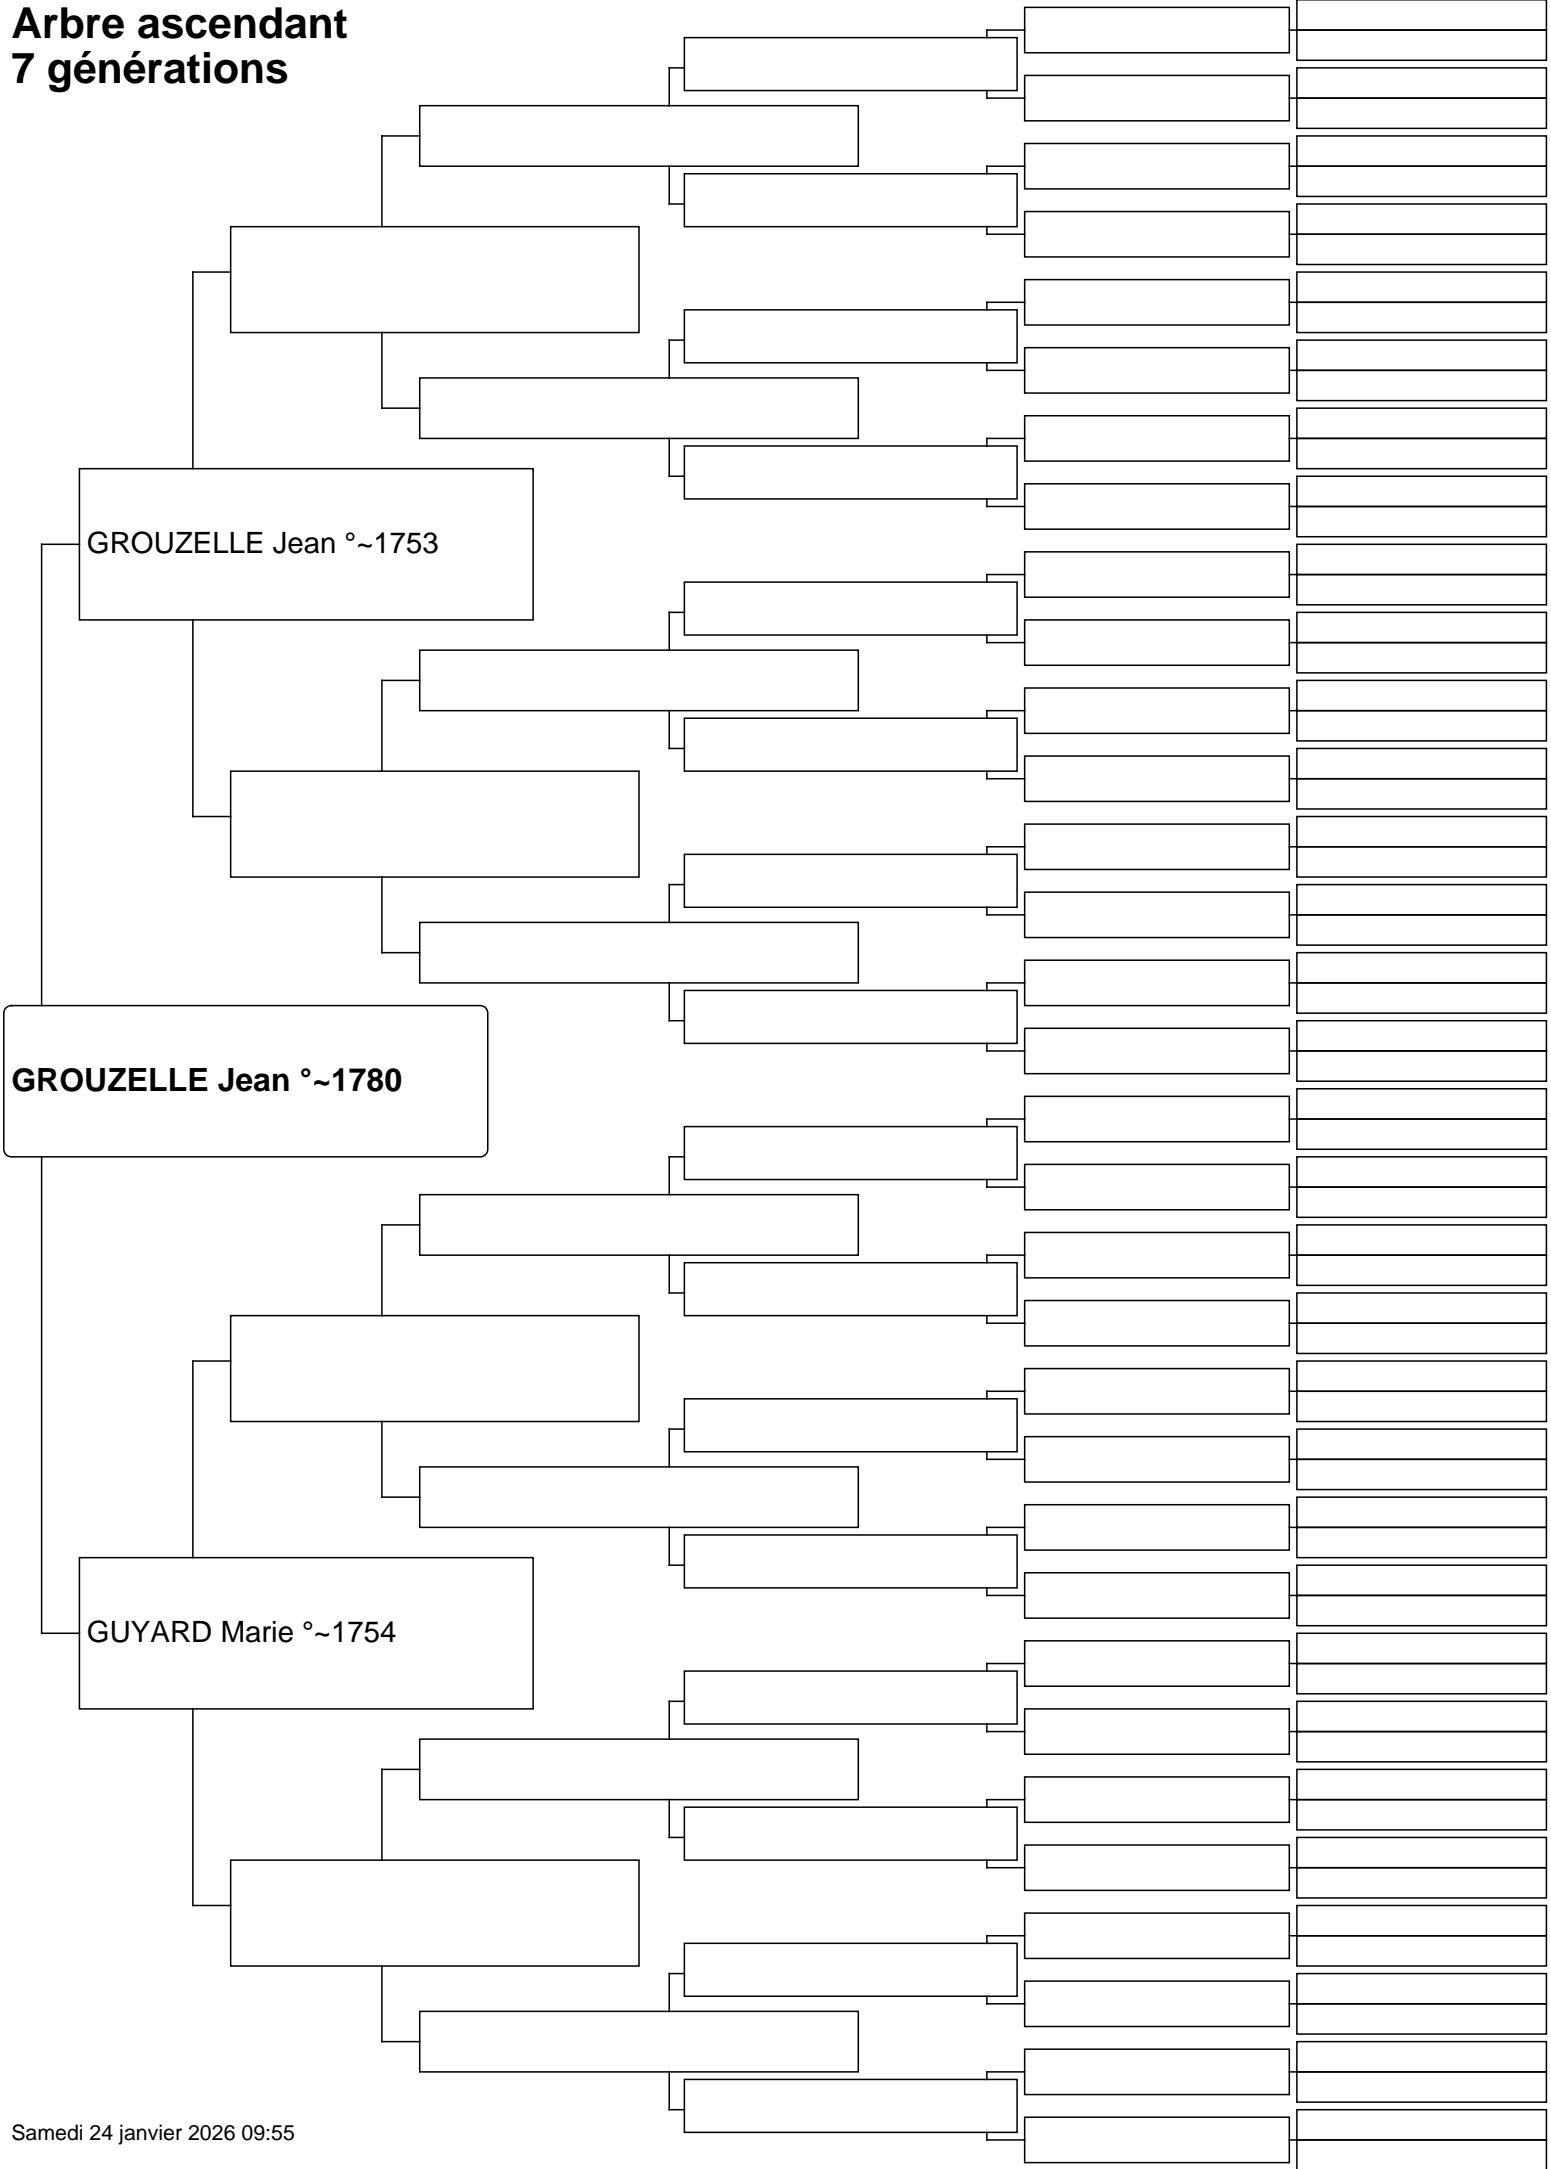 Arbre ascendant
7 générations
GROUZELLE Jean °~1753
GROUZELLE Jean °~1780
GUYARD Marie °~1754
Samedi 24 janvier 2026 09:55